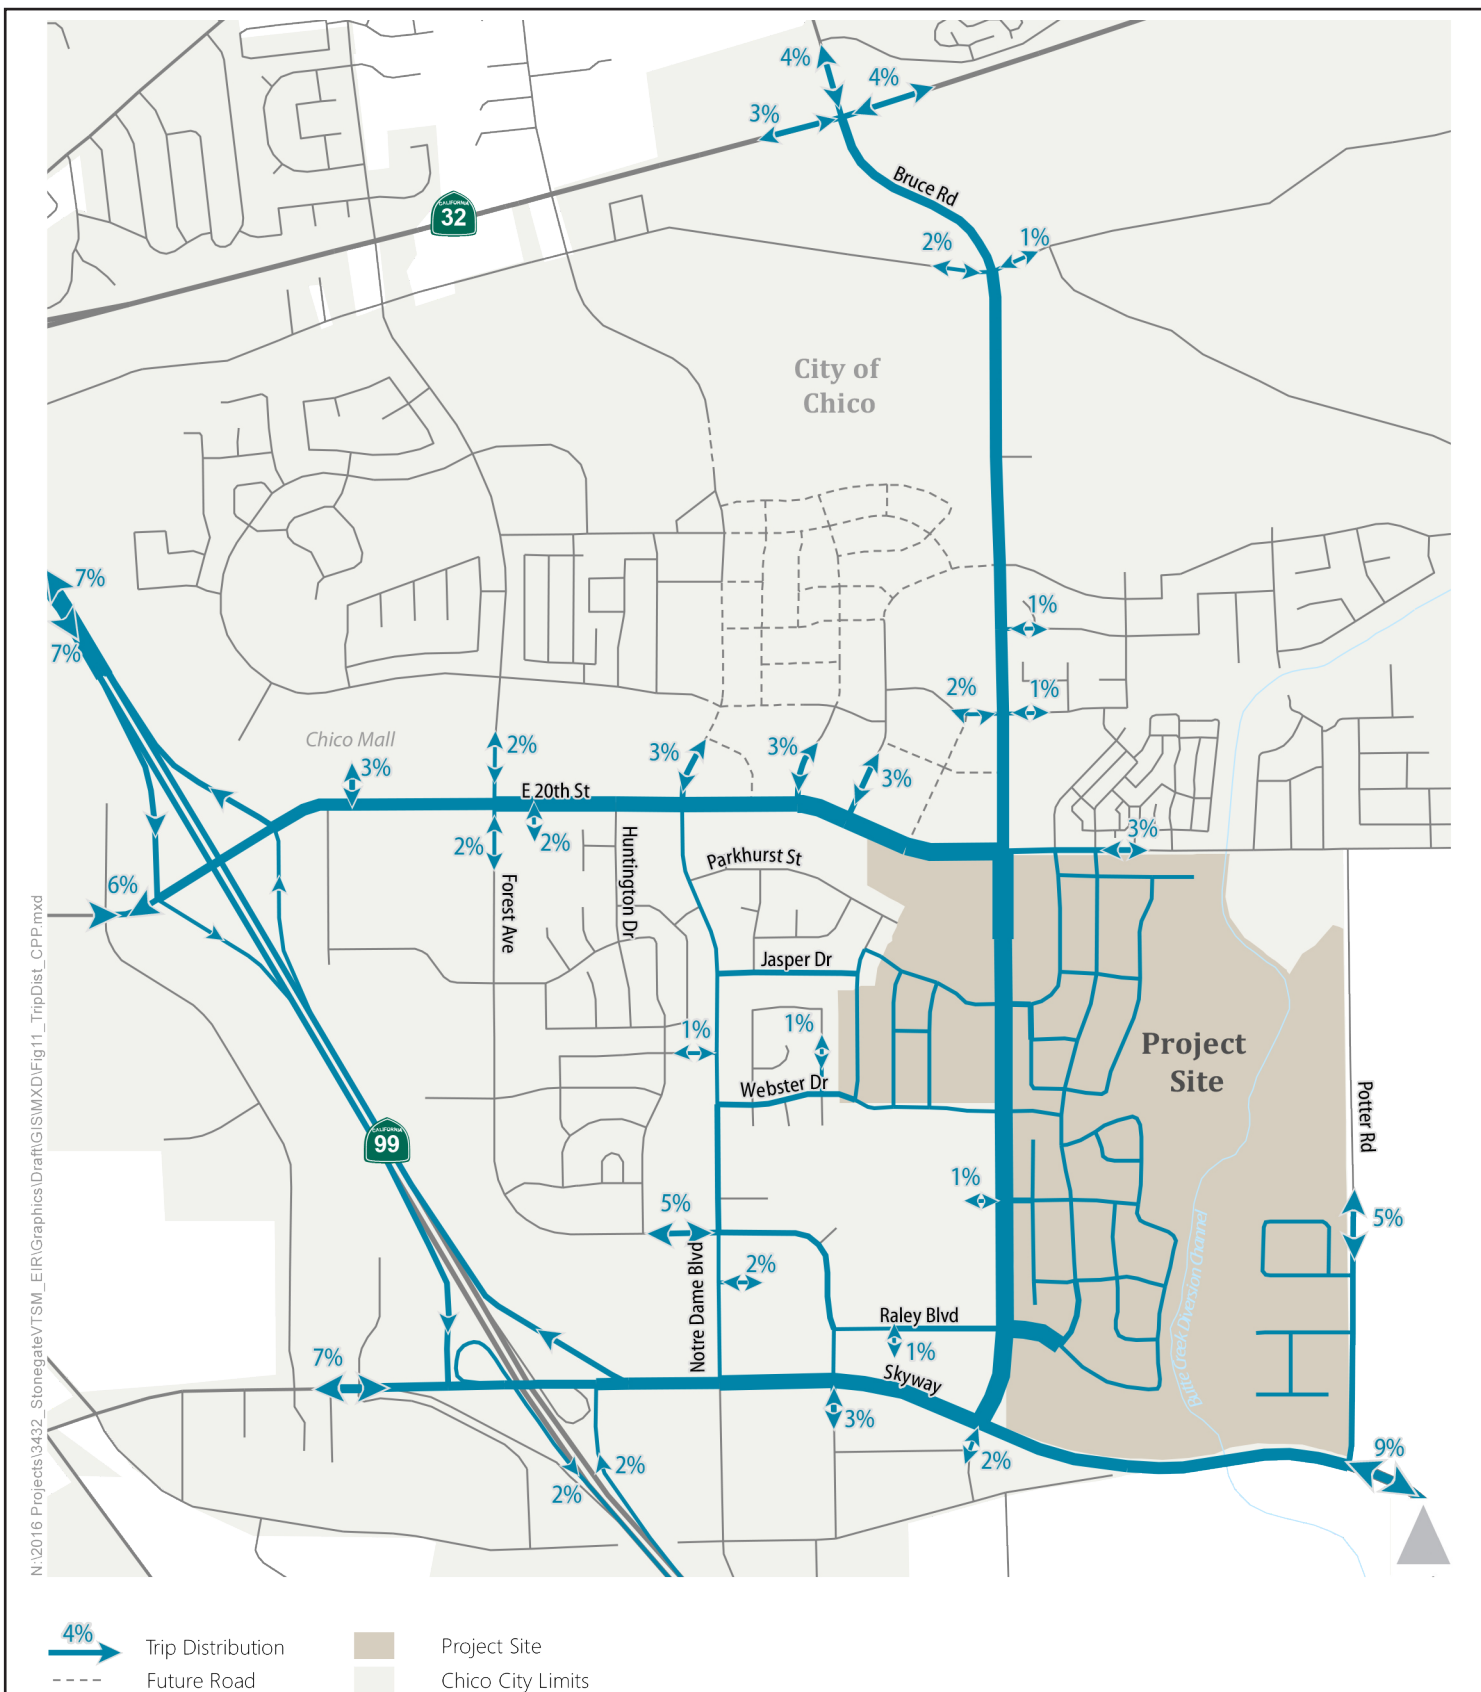 4%
4%
3%
Bruce Rd
CALIFORNIA
32
2%
1%
City of
Chico
7%
7%
1%
2%
1%
Chico Mall
3%
2%
3%
3%
3%
E 20th St
2%
2%
3%
Huntington Dr
Parkhurst St
6%
Forest Ave
Jasper Dr
1%
1%
Project
Site
Webster Dr
Potter Rd
CALIFORNIA
99
1%
5%
5%
2%
Notre Dame Blvd
Butte Creek Diversion Channel
Raley Blvd
1%
7%
Skyway
3%
2%
9%
2%
2%
N:\2016 Projects\3432_StonegateVTSM_EIR\Graphics\Draft\GIS\MXD\Fig11_TripDist_CPP.mxd
4%
Trip Distribution
Project Site
Future Road
Chico City Limits